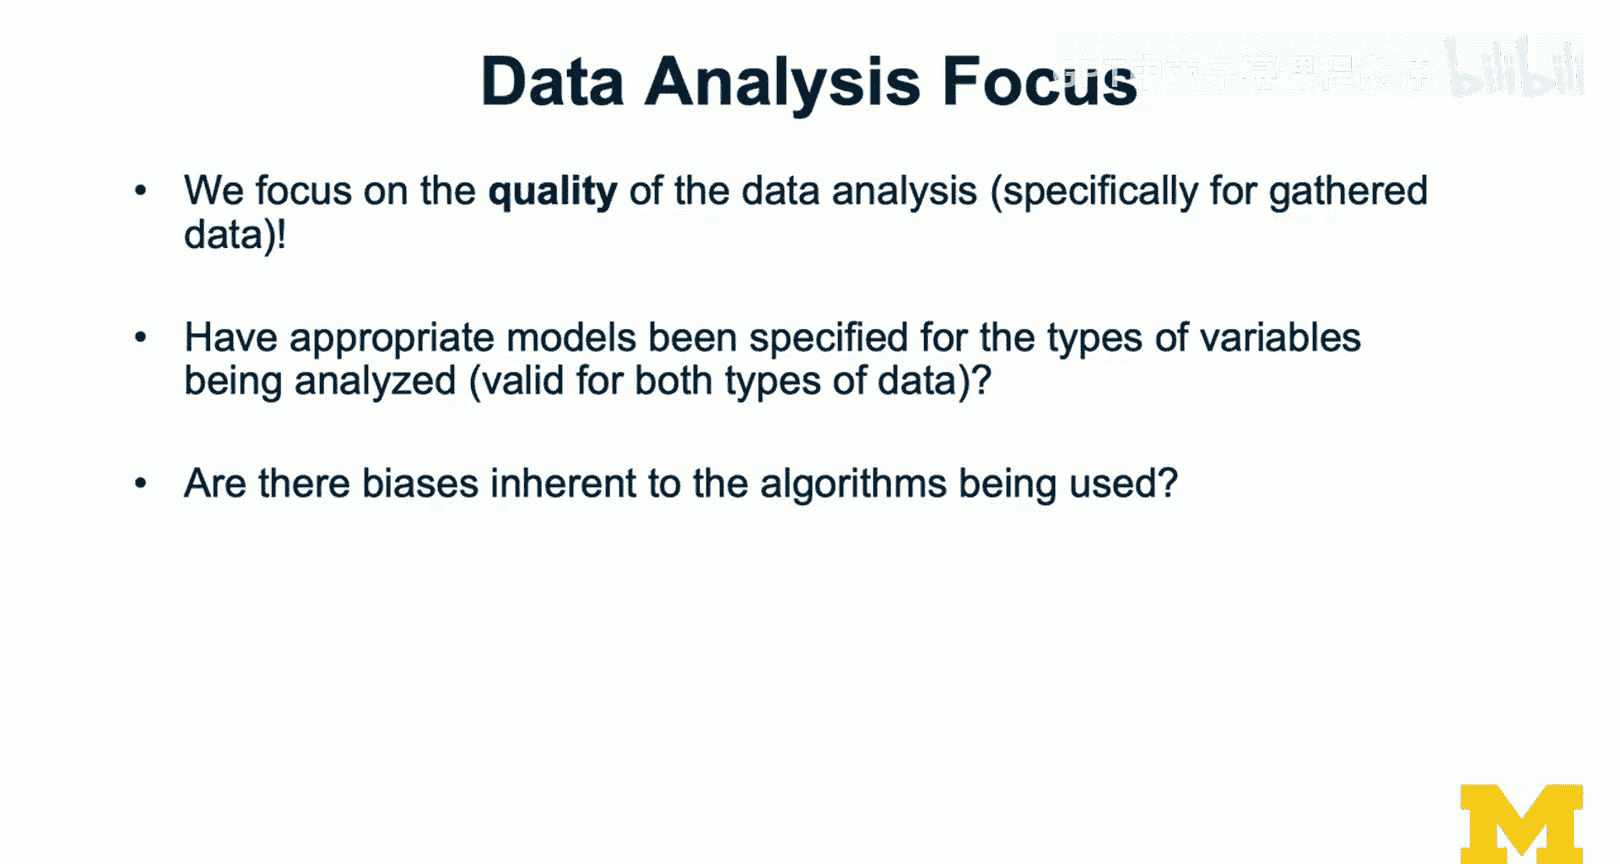 Data Analysis Focus
bilibili
• We focus on the quality of the data analysis (specifically for gathered
data)!
• Have appropriate models been specified for the types of variables
being analyzed (valid for both types of data)?
• Are there biases inherent to the algorithms being used?
M